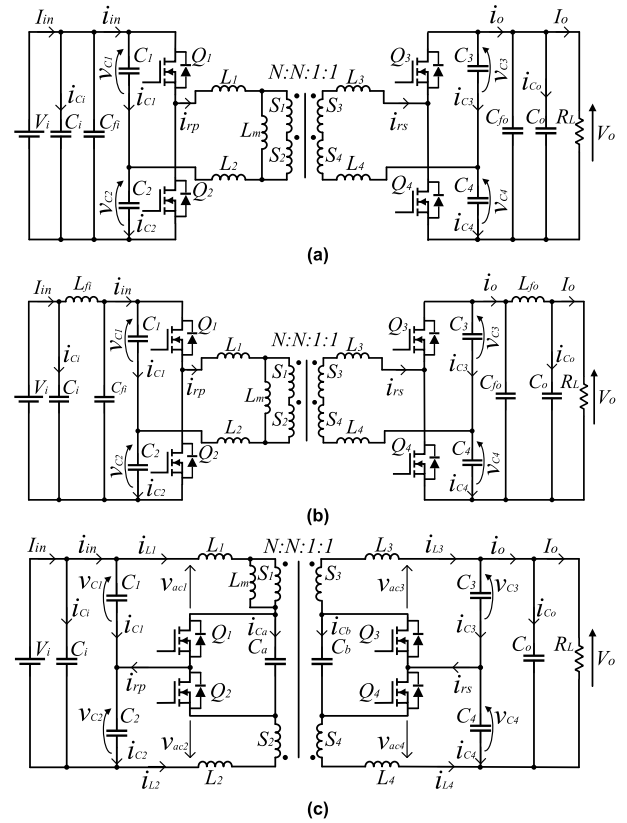 I_in i_in C_1 Q_1 L_1 N:N:1:1 L_3 Q_3 C_3 i_o I_o
v_C1 i_Ci i_C1 i_rp S_1 S_3 i_rs i_C3 v_C3 i_Co
V_i C_i C_fi L_m S_2 S_4 C_fo C_o R_L V_o
v_C2 C_2 i_C2 Q_2 L_2 L_4 Q_4 C_4 i_C4 v_C4
(a)
I_in L_fi i_in C_1 Q_1 L_1 N:N:1:1 L_3 Q_3 C_3 i_o L_fo I_o
v_C1 i_Ci i_C1 i_rp S_1 S_3 i_rs i_C3 v_C3 i_Co
V_i C_i C_fi L_m S_2 S_4 C_fo C_o R_L V_o
v_C2 C_2 i_C2 Q_2 L_2 L_4 Q_4 C_4 i_C4 v_C4
(b)
I_in i_in i_L1 L_1 N:N:1:1 L_3 i_L3 i_o I_o
v_C1 C_1 v_ac1 L_m S_1 S_3 v_ac3 C_3 v_C3
i_Ci i_C1 Q_1 i_Ca i_Cb Q_3 i_C3 i_Co
V_i C_i i_rp C_a C_b i_rs C_o R_L V_o
v_C2 C_2 Q_2 Q_4 C_4 v_C4
i_C2 v_ac2 S_2 S_4 v_ac4 i_C4
i_L2 L_2 L_4 i_L4
(c)